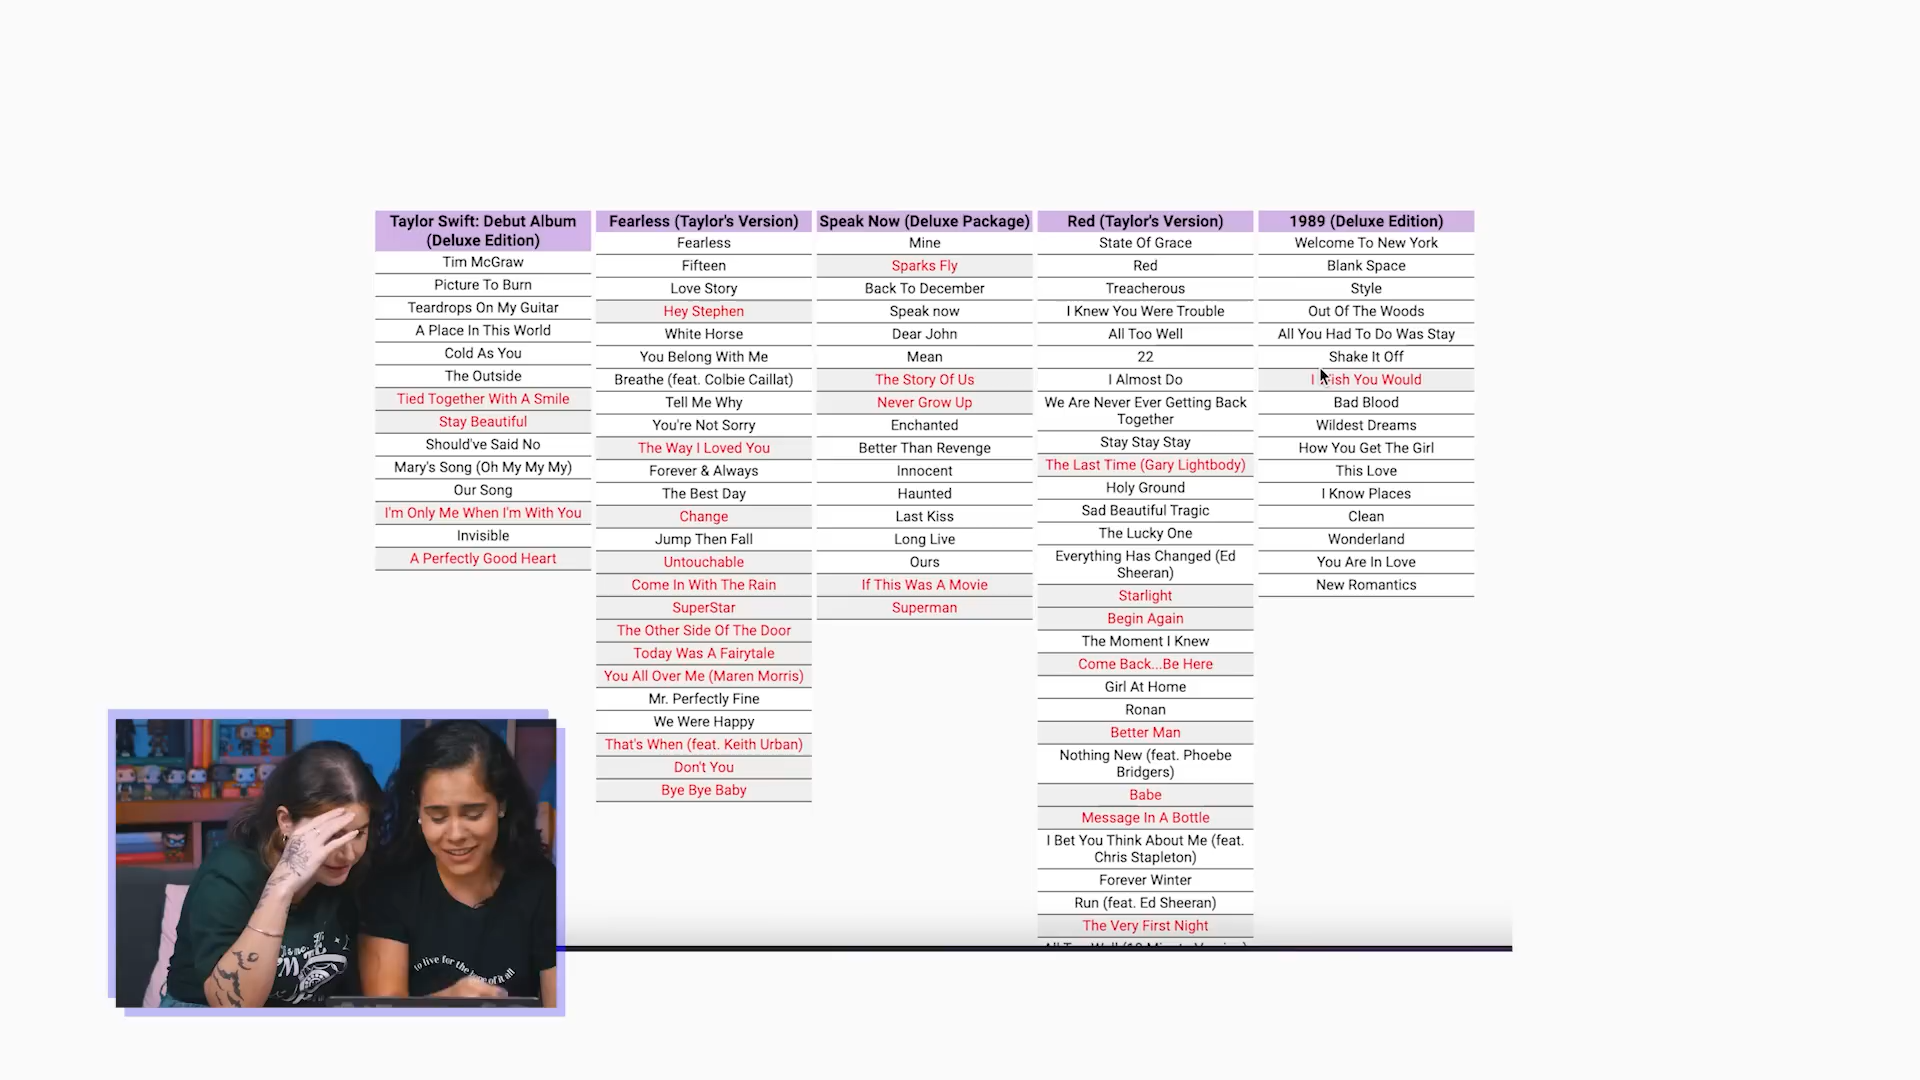 Taylor Swift: Debut Album
(Deluxe Edition)
Tim McGraw
Picture To Burn
Teardrops On My Guitar
A Place In This World
Cold As You
The Outside
Tied Together With A Smile
Stay Beautiful
Should've Said No
Mary's Song (Oh My My My)
Our Song
I'm Only Me When I'm With You
Invisible
A Perfectly Good Heart
Fearless (Taylor's Version)
Fearless
Fifteen
Love Story
Hey Stephen
White Horse
You Belong With Me
Breathe (feat. Colbie Caillat)
Tell Me Why
You're Not Sorry
The Way I Loved You
Forever & Always
The Best Day
Change
Jump Then Fall
Untouchable
Come In With The Rain
SuperStar
The Other Side Of The Door
Today Was A Fairytale
You All Over Me (Maren Morris)
Mr. Perfectly Fine
We Were Happy
That's When (feat. Keith Urban)
Don't You
Bye Bye Baby
Speak Now (Deluxe Package)
Mine
Sparks Fly
Back To December
Speak now
Dear John
Mean
The Story Of Us
Never Grow Up
Enchanted
Better Than Revenge
Innocent
Haunted
Last Kiss
Long Live
Ours
If This Was A Movie
Superman
Red (Taylor's Version)
State Of Grace
Red
Treacherous
I Knew You Were Trouble
All Too Well
22
I Almost Do
We Are Never Ever Getting Back
Together
Stay Stay Stay
The Last Time (Gary Lightbody)
Holy Ground
Sad Beautiful Tragic
The Lucky One
Everything Has Changed (Ed
Sheeran)
Starlight
Begin Again
The Moment I Knew
Come Back...Be Here
Girl At Home
Ronan
Better Man
Nothing New (feat. Phoebe
Bridgers)
Babe
Message In A Bottle
I Bet You Think About Me (feat.
Chris Stapleton)
Forever Winter
Run (feat. Ed Sheeran)
The Very First Night
1989 (Deluxe Edition)
Welcome To New York
Blank Space
Style
Out Of The Woods
All You Had To Do Was Stay
Shake It Off
I Wish You Would
Bad Blood
Wildest Dreams
How You Get The Girl
This Love
I Know Places
Clean
Wonderland
You Are In Love
New Romantics
to live for the hope of it all